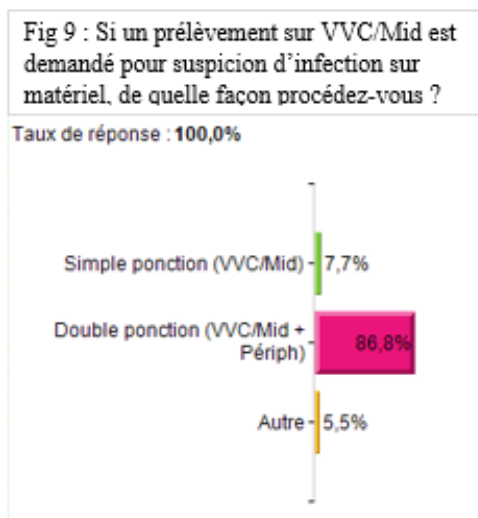 Fig 9 : Si un prélèvement sur VVC/Mid est
demandé pour suspicion d’infection sur
matériel, de quelle façon procédez-vous ?
Taux de réponse : 100,0%
Simple ponction (VVC/Mid)
7,7%
Double ponction (VVC/Mid +
Périph)
86,8%
Autre
5,5%